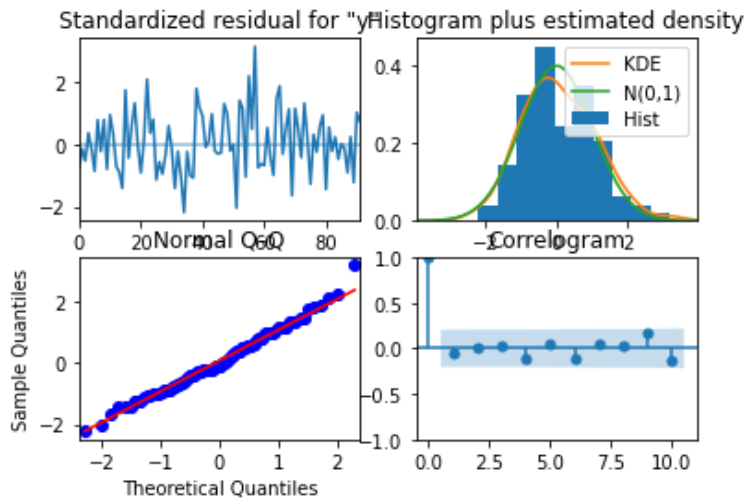 Standardized residual for "y"
Histogram plus estimated density
2
0
−2
0 20 40 60 80
0.4
0.2
0.0
−2 0 2
KDE
N(0,1)
Hist
Normal Q-Q
Sample Quantiles
2
0
−2
−2 −1 0 1 2
Theoretical Quantiles
Correlogram
1.0
0.5
0.0
−0.5
−1.0
0.0 2.5 5.0 7.5 10.0